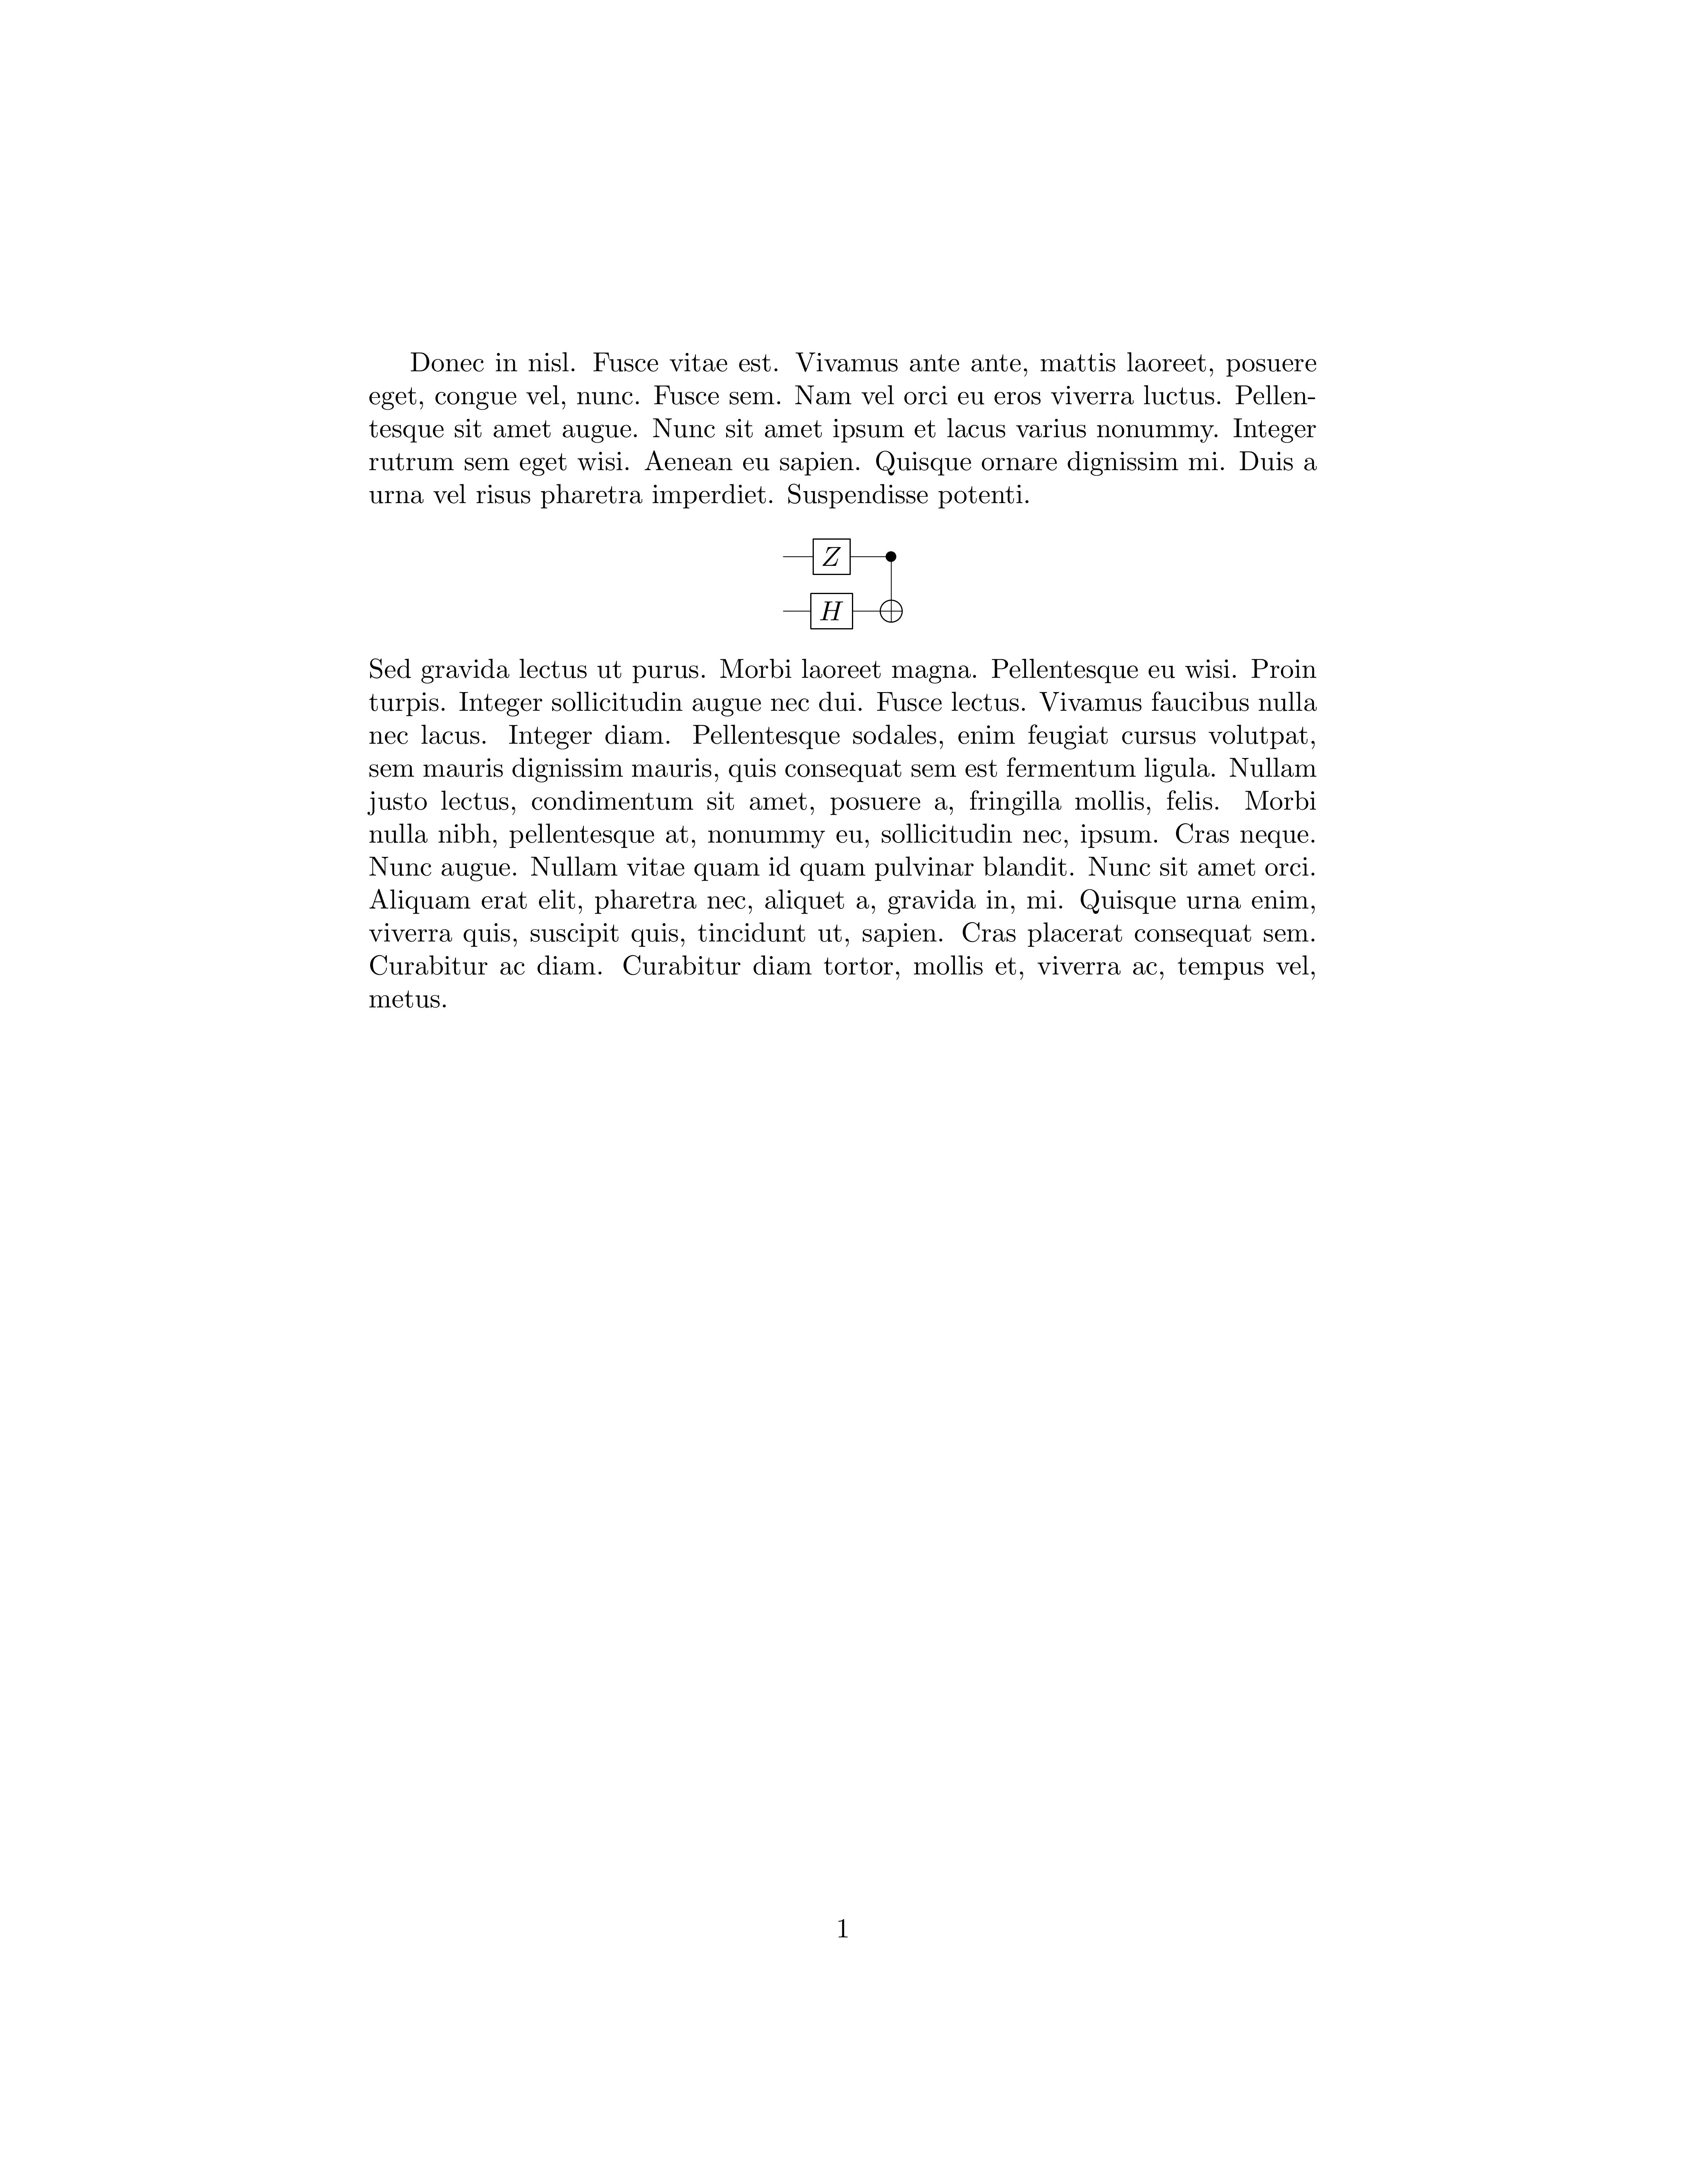 Donec in nisl. Fusce vitae est. Vivamus ante ante, mattis laoreet, posuere
eget, congue vel, nunc. Fusce sem. Nam vel orci eu eros viverra luctus. Pellen-
tesque sit amet augue. Nunc sit amet ipsum et lacus varius nonummy. Integer
rutrum sem eget wisi. Aenean eu sapien. Quisque ornare dignissim mi. Duis a
urna vel risus pharetra imperdiet. Suspendisse potenti.
Z
H
Sed gravida lectus ut purus. Morbi laoreet magna. Pellentesque eu wisi. Proin
turpis. Integer sollicitudin augue nec dui. Fusce lectus. Vivamus faucibus nulla
nec lacus. Integer diam. Pellentesque sodales, enim feugiat cursus volutpat,
sem mauris dignissim mauris, quis consequat sem est fermentum ligula. Nullam
justo lectus, condimentum sit amet, posuere a, fringilla mollis, felis. Morbi
nulla nibh, pellentesque at, nonummy eu, sollicitudin nec, ipsum. Cras neque.
Nunc augue. Nullam vitae quam id quam pulvinar blandit. Nunc sit amet orci.
Aliquam erat elit, pharetra nec, aliquet a, gravida in, mi. Quisque urna enim,
viverra quis, suscipit quis, tincidunt ut, sapien. Cras placerat consequat sem.
Curabitur ac diam. Curabitur diam tortor, mollis et, viverra ac, tempus vel,
metus.
1